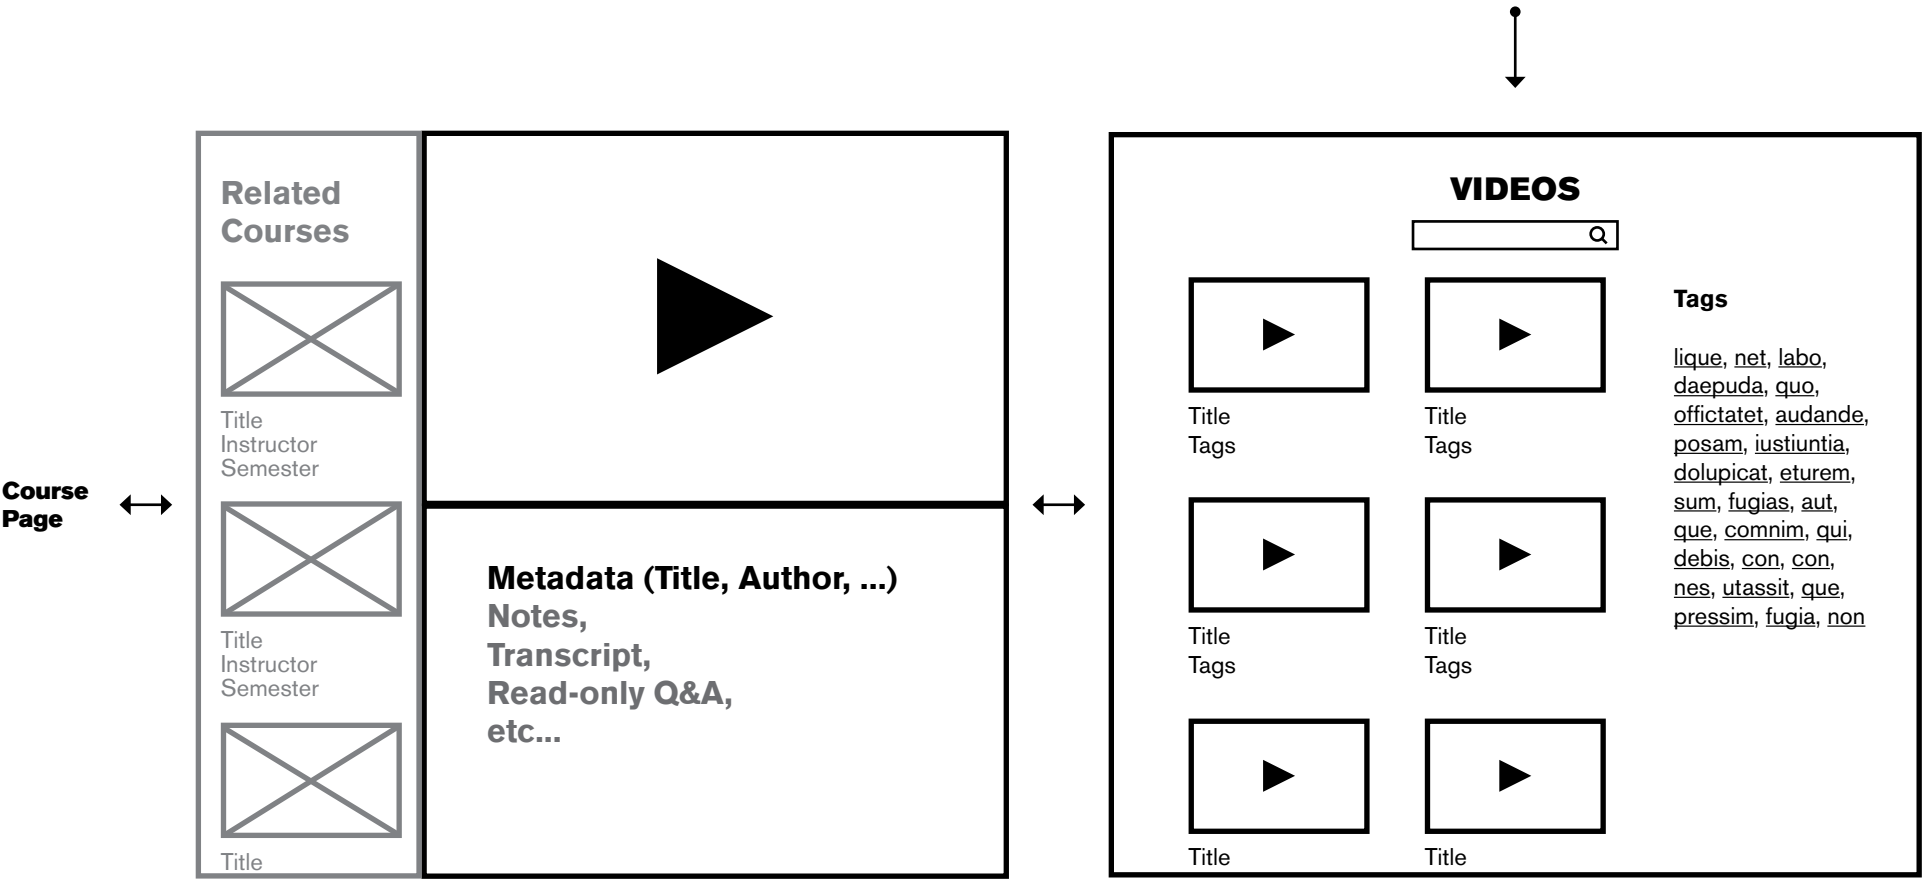 Course
Page
Related
Courses
Title
Instructor
Semester
Title
Instructor
Semester
Title
Metadata (Title, Author, ...)
Notes,
Transcript,
Read-only Q&A,
etc...
VIDEOS
Title
Tags
Title
Tags
Title
Tags
Title
Tags
Title
Title
Tags
lique, net, labo,
daepuda, quo,
offictatet, audande,
posam, iustiuntia,
dolupicat, eturem,
sum, fugias, aut,
que, comnim, qui,
debis, con, con,
nes, utassit, que,
pressim, fugia, non